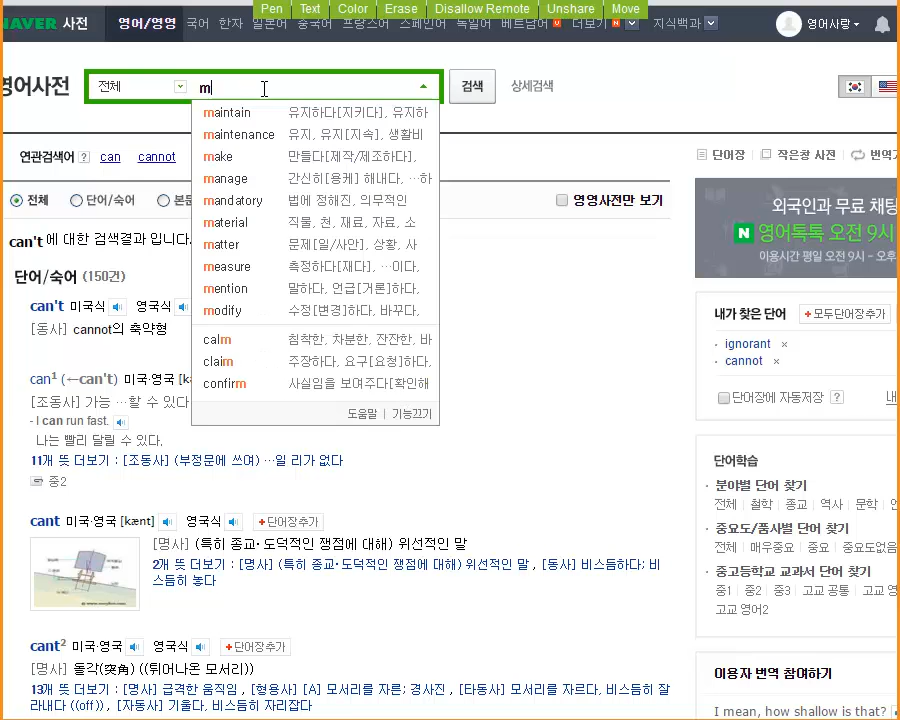 Pen Text Color Erase Disallow Remote Unshare Move
NAVER 사전 영어/영영 국어 한자 일본어 중국어 프랑스어 스페인어 독일어 베트남어 더보기 지식백과 영어사랑
영어사전 전체 m 검색 상세검색
maintain 유지하다[지키다], 유지하
maintenance 유지, 유지[지속], 생활비
make 만들다[제작/제조하다],
manage 간신히[용케] 해내다, …하
mandatory 법에 정해진, 의무적인
material 직물, 천, 재료, 자료, 소
matter 문제[일/사안], 상황, 사
measure 측정하다[재다], …이다,
mention 말하다, 언급[거론]하다,
modify 수정[변경]하다, 바꾸다,
calm 침착한, 차분한, 잔잔한, 바
claim 주장하다, 요구[요청]하다,
confirm 사실임을 보여주다[확인해
도움말 | 기능끄기
연관검색어 ? can cannot
전체 단어/숙어 본문
영영사전만 보기
can't에 대한 검색결과 입니다.
단어/숙어 (150건)
can't 미국식 영국식
[동사] cannot의 축약형
can1 (←can't) 미국·영국 [k
[조동사] 가능 …할 수 있다
- I can run fast.
나는 빨리 달릴 수 있다.
11개 뜻 더보기 : [조동사] (부정문에 쓰여) …일 리가 없다
중2
cant 미국·영국 [kænt] 영국식 +단어장추가
[명사] (특히 종교·도덕적인 쟁점에 대해) 위선적인 말
2개 뜻 더보기 : [명사] (특히 종교·도덕적인 쟁점에 대해) 위선적인 말 , [동사] 비스듬하다; 비
스듬히 놓다
cant2 미국·영국 영국식 +단어장추가
[명사] 돌각(突角) ((튀어나온 모서리))
13개 뜻 더보기 : [명사] 급격한 움직임 , [형용사] [A] 모서리를 자른; 경사진 , [타동사] 모서리를 자르다, 비스듬히 잘
라내다 ((off)) , [자동사] 기울다, 비스듬히 자리잡다
단어장 작은창 사전 번역기
외국인과 무료 채팅
N 영어톡톡 오전 9시
이용시간 평일 오전 9시 - 오후
내가 찾은 단어 +모두단어장추가
· ignorant ×
· cannot ×
단어장에 자동저장 ? 내
단어학습
· 분야별 단어 찾기
전체 | 철학 | 종교 | 역사 | 문학
· 중요도/품사별 단어 찾기
전체 | 매우중요 | 중요 | 중요도없음
· 중고등학교 교과서 단어 찾기
중1 | 중2 | 중3 | 고교 공통 | 고교 영
고교 영어2
이용자 번역 참여하기
I mean, how shallow is that?